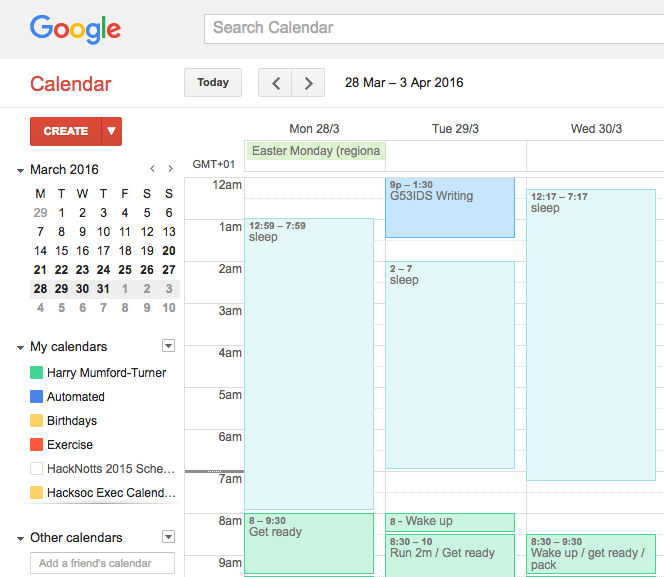 Google
Search Calendar
Calendar
Today
28 Mar – 3 Apr 2016
CREATE
Mon 28/3
Tue 29/3
Wed 30/3
GMT+01
Easter Monday (regiona
March 2016
M T W T F S S
29 1 2 3 4 5 6
7 8 9 10 11 12 13
14 15 16 17 18 19 20
21 22 23 24 25 26 27
28 29 30 31 1 2 3
4 5 6 7 8 9 10
My calendars
Harry Mumford-Turner
Automated
Birthdays
Exercise
HackNotts 2015 Sche...
Hacksoc Exec Calend...
Other calendars
Add a friend's calendar
12am
1am
2am
3am
4am
5am
6am
7am
8am
9am
12:59 – 7:59
sleep
8 – 9:30
Get ready
9p – 1:30
G53IDS Writing
2 – 7
sleep
8 - Wake up
8:30 – 10
Run 2m / Get ready
12:17 – 7:17
sleep
8:30 – 9:30
Wake up / get ready /
pack